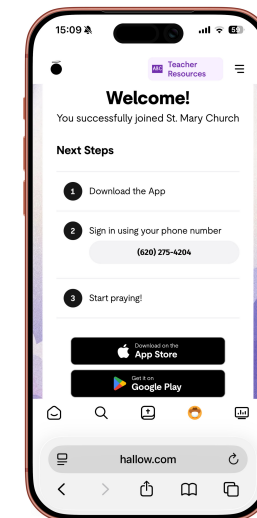 15:09
59
ABC
Teacher
Resources
Welcome!
You successfully joined St. Mary Church
Next Steps
1 Download the App
2 Sign in using your phone number
(620) 275-4204
3 Start praying!
Download on the
App Store
Get it on
Google Play
hallow.com